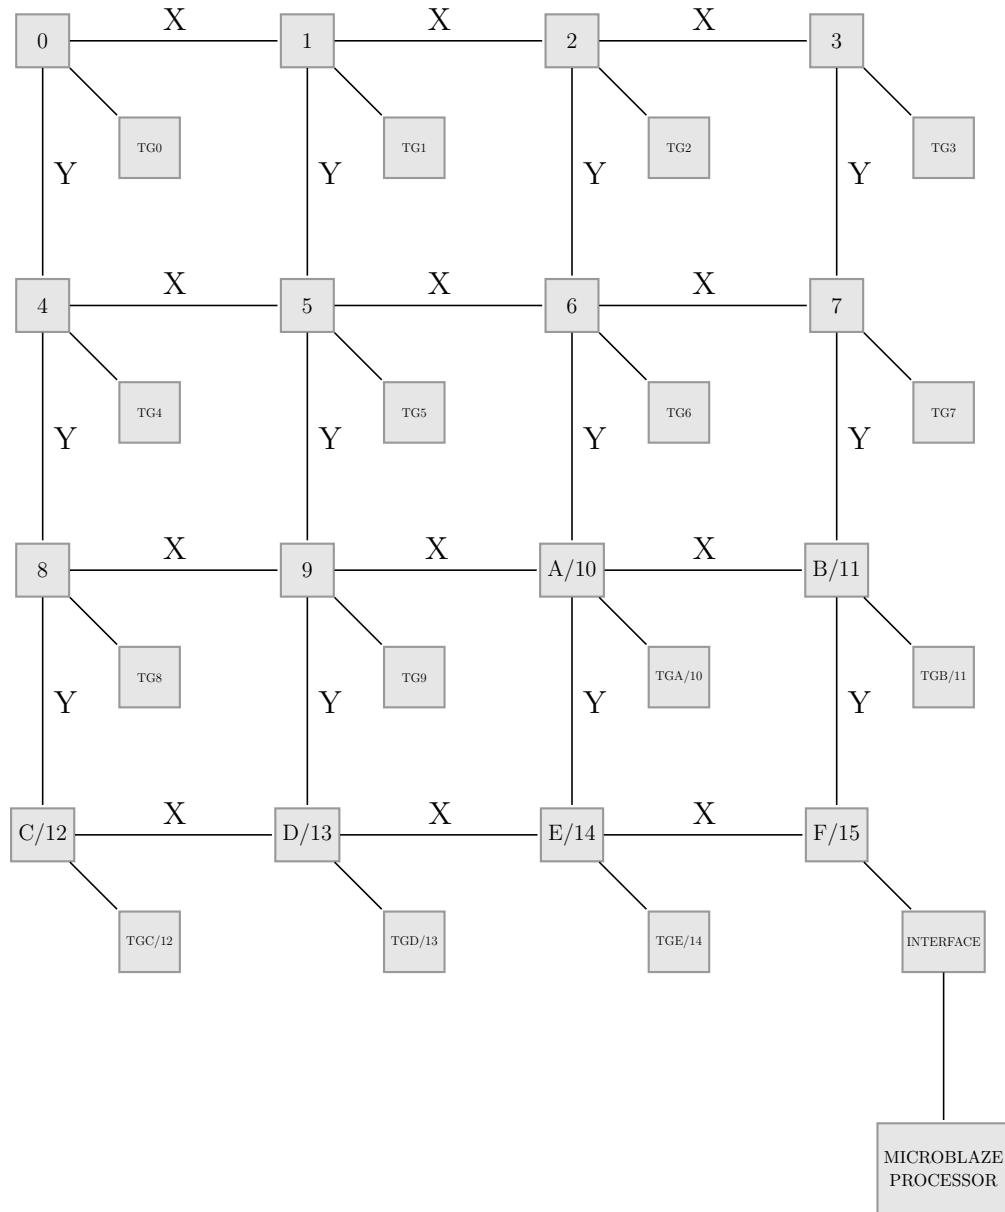 X X X
0 1 2 3
TG0 TG1 TG2 TG3
Y Y Y Y
X X X
4 5 6 7
TG4 TG5 TG6 TG7
Y Y Y Y
X X X
8 9 A/10 B/11
TG8 TG9 TGA/10 TGB/11
Y Y Y Y
X X X
C/12 D/13 E/14 F/15
TGC/12 TGD/13 TGE/14 INTERFACE
MICROBLAZE
PROCESSOR